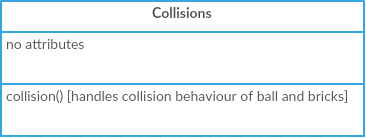 Collisions
no attributes
collision() [handles collision behaviour of ball and bricks]